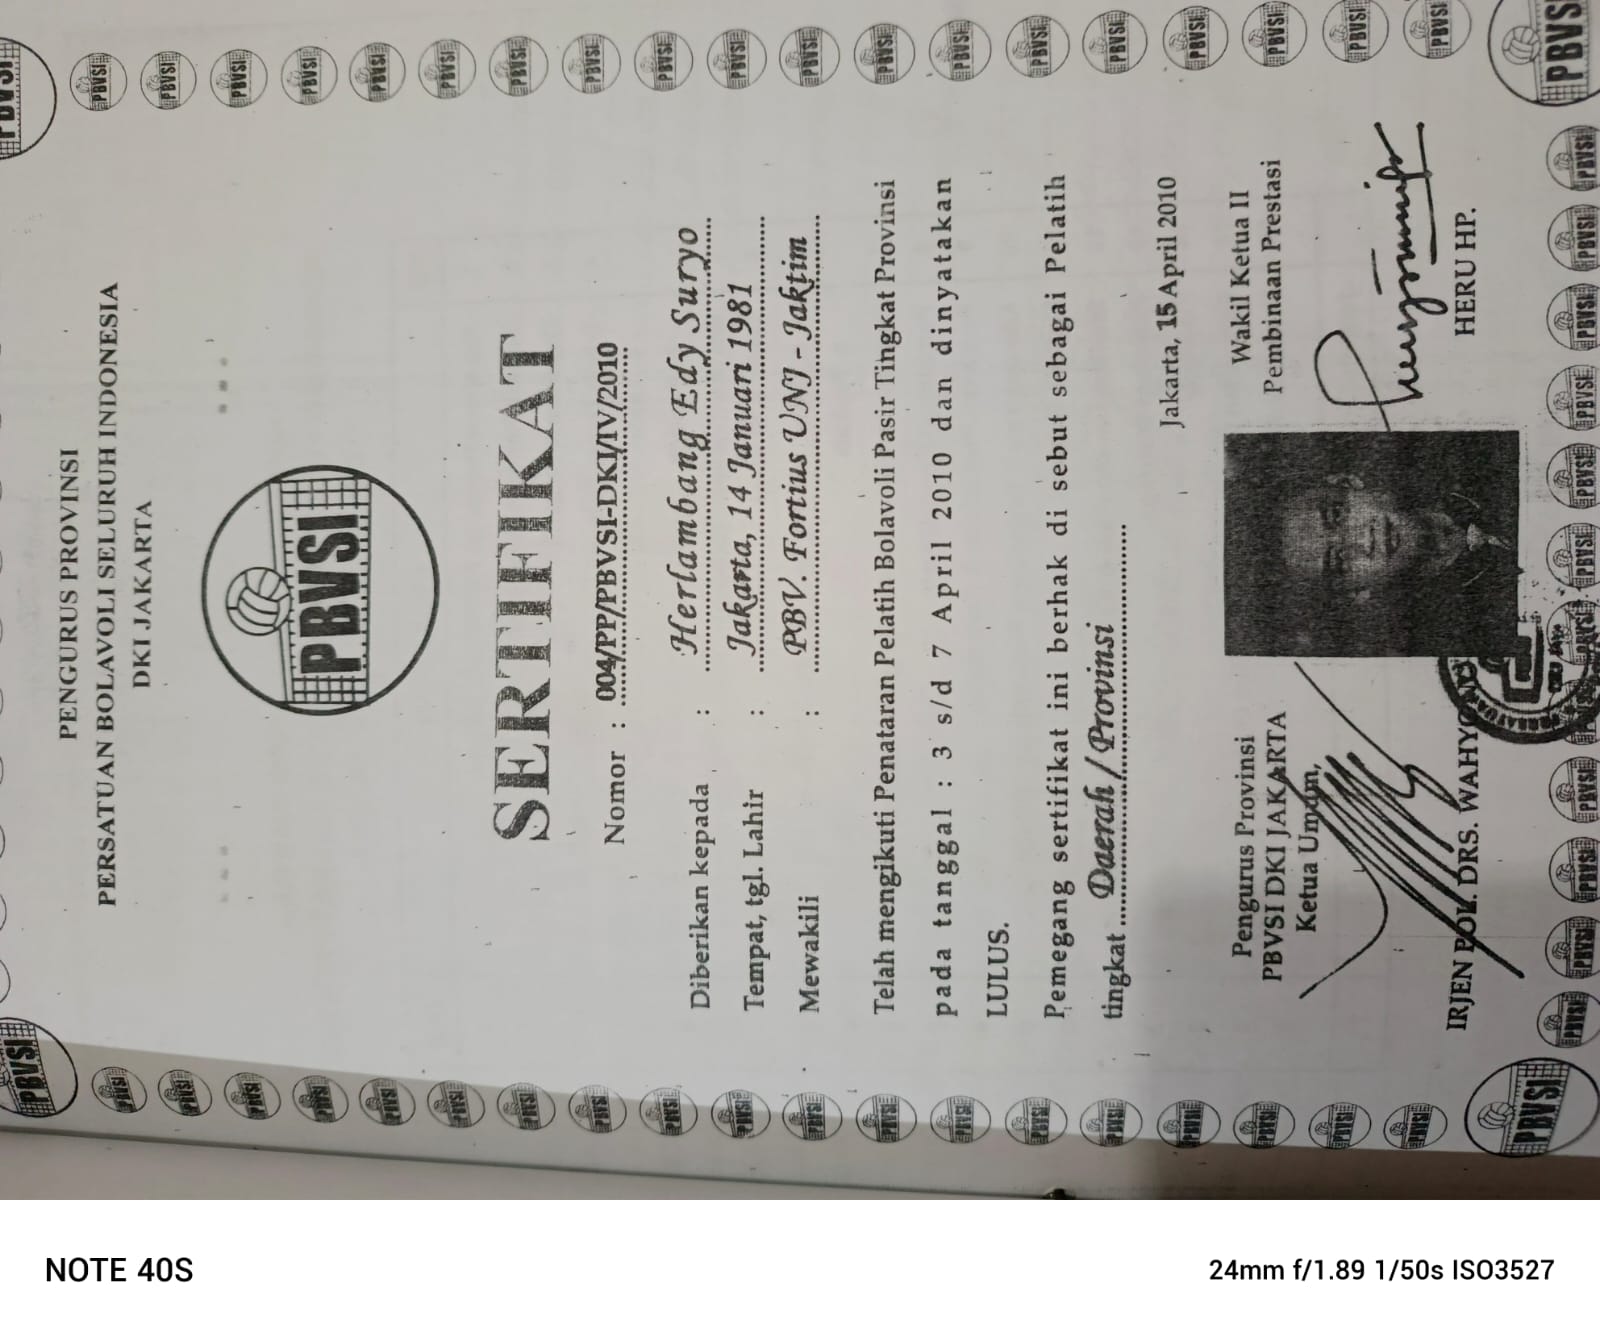 PENGURUS PROVINSI
PERSATUAN BOLAVOLI SELURUH INDONESIA
DKI JAKARTA
PBVSI
SERTIFIKAT
Nomor : 004/PP/PBVSI-DKI/IV/2010
Diberikan kepada : Herlambang Edy Suryo
Tempat, tgl. Lahir : Jakarta, 14 Januari 1981
Mewakili : PBV. Fortius UNJ - Jaktim
Telah mengikuti Penataran Pelatih Bolavoli Pasir Tingkat Provinsi
pada tanggal : 3 s/d 7 April 2010 dan dinyatakan
LULUS.
Pemegang sertifikat ini berhak di sebut sebagai Pelatih
tingkat Daerah / Provinsi
Jakarta, 15 April 2010
Pengurus Provinsi
PBVSI DKI JAKARTA
Ketua Umum,
IRJEN POL. DRS. WAHYONO
Wakil Ketua II
Pembinaan Prestasi
HERU HP.
NOTE 40S
24mm f/1.89 1/50s ISO3527